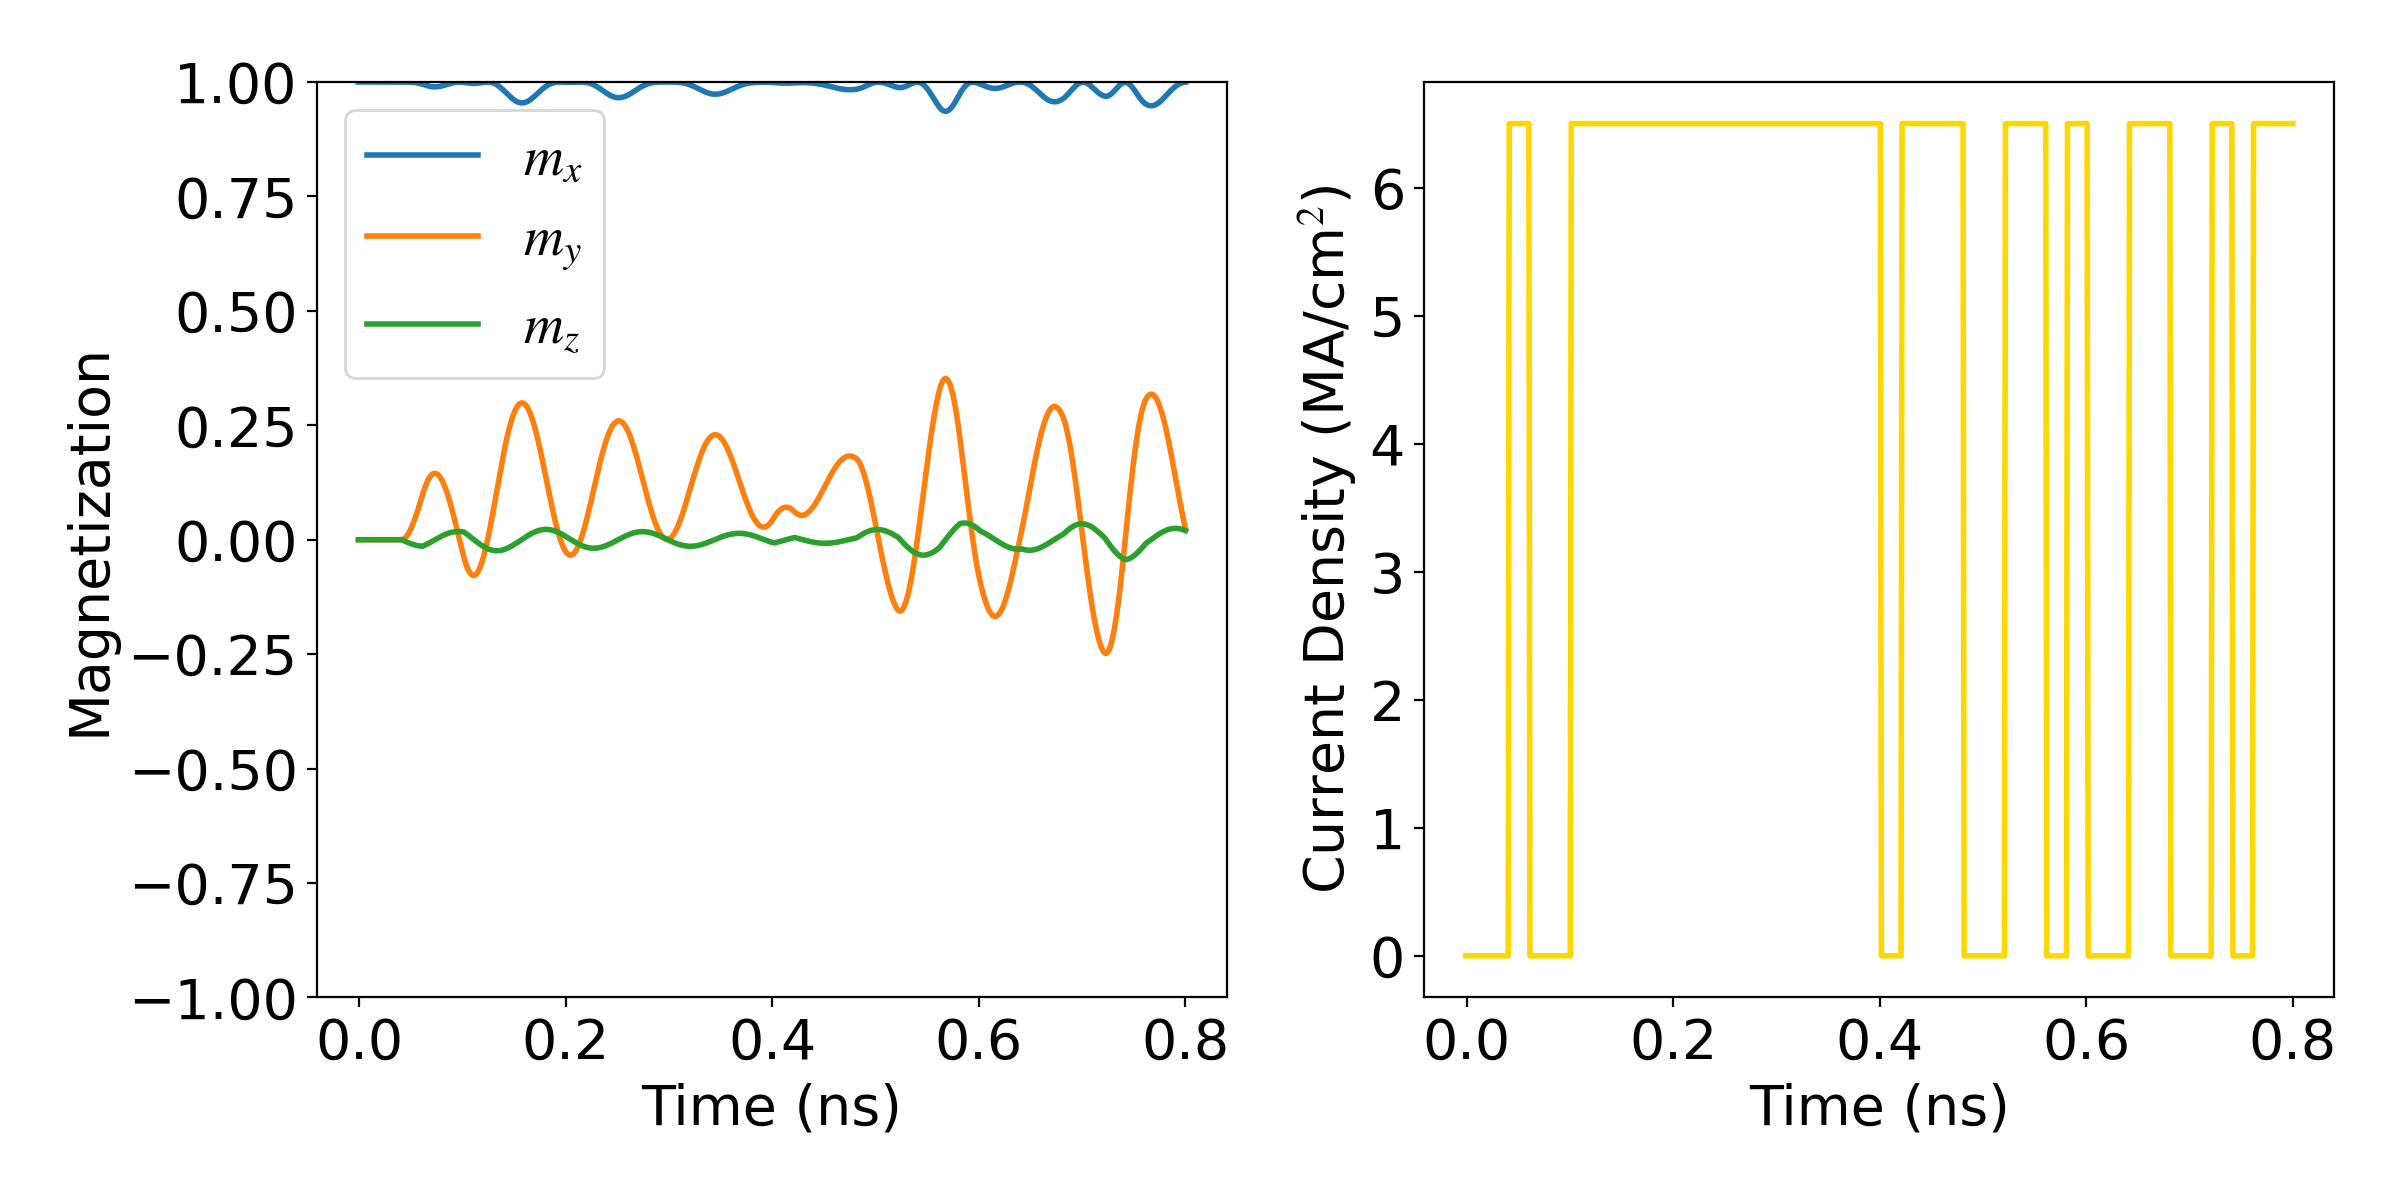 1.00
0.75
0.50
0.25
0.00
−0.25
−0.50
−0.75
−1.00
Magnetization
m_x
m_y
m_z
0.0 0.2 0.4 0.6 0.8
Time (ns)
6
5
4
3
2
1
0
Current Density (MA/cm²)
0.0 0.2 0.4 0.6 0.8
Time (ns)